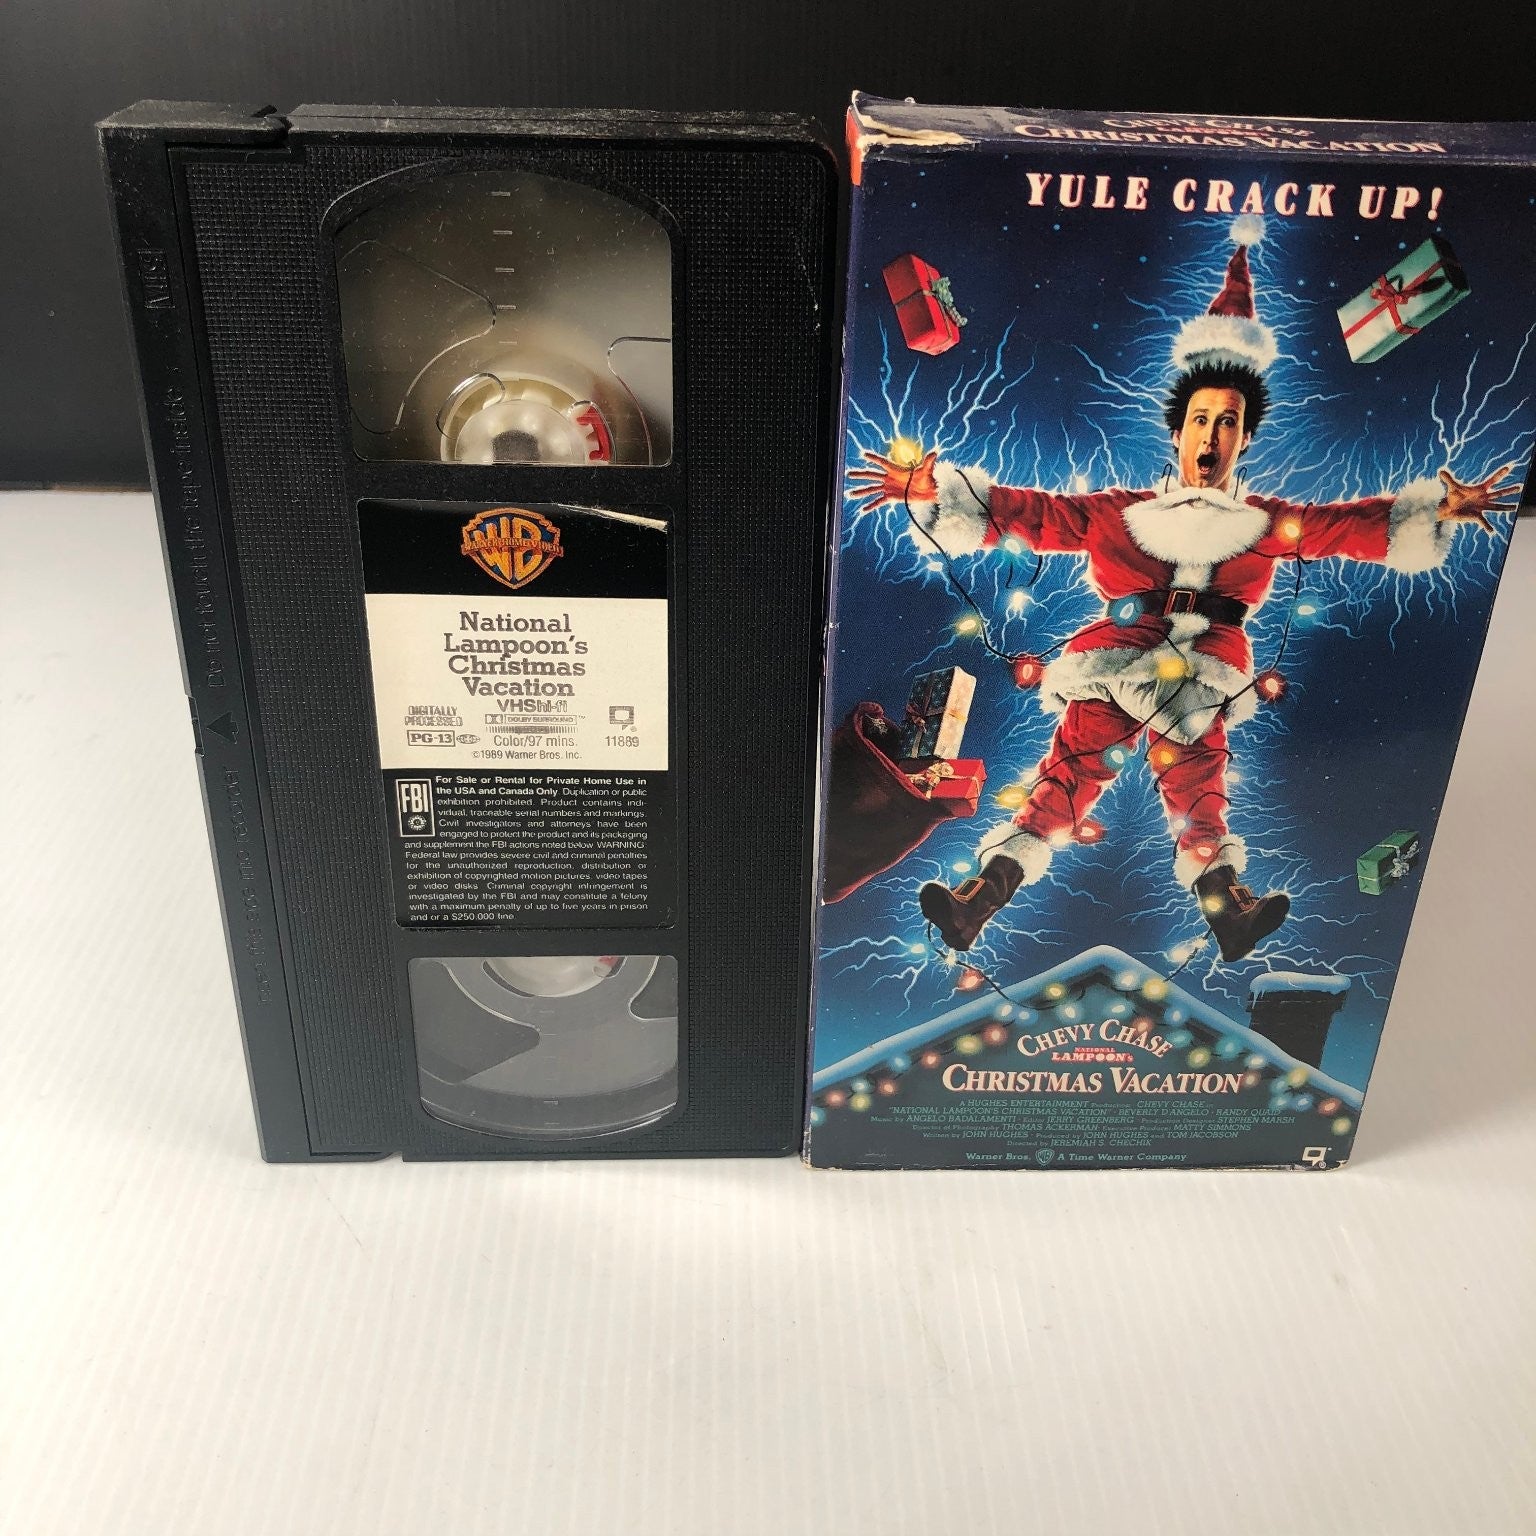 VHS
Do not touch the tape inside
WB
WARNER HOME VIDEO
National
Lampoon's
Christmas
Vacation
VHS hi-fi
DIGITALLY
PROCESSED
DOLBY SURROUND™
PG-13
Color/97 mins.
11889
©1989 Warner Bros. Inc.
FBI
For Sale or Rental for Private Home Use in
the USA and Canada Only. Duplication or public
exhibition prohibited. Product contains indi-
vidual, traceable serial numbers and markings.
Civil investigators and attorneys have been
engaged to protect the product and its packaging
and supplement the FBI actions noted below WARNING:
Federal law provides severe civil and criminal penalties
for the unauthorized reproduction, distribution or
exhibition of copyrighted motion pictures, video tapes
or video disks. Criminal copyright infringement is
investigated by the FBI and may constitute a felony
with a maximum penalty of up to five years in prison
and or a $250,000 fine.
CHEVY CHASE
CHRISTMAS VACATION
YULE CRACK UP!
CHEVY CHASE
NATIONAL
LAMPOON'S
CHRISTMAS VACATION
A HUGHES ENTERTAINMENT Production CHEVY CHASE in
"NATIONAL LAMPOON'S CHRISTMAS VACATION" · BEVERLY D'ANGELO · RANDY QUAID
Music by ANGELO BADALAMENTI · Editor JERRY GREENBERG · Production Designer STEPHEN MARSH
Director of Photography THOMAS ACKERMAN · Executive Producer MATTY SIMMONS
Written by JOHN HUGHES · Produced by JOHN HUGHES and TOM JACOBSON
Directed by JEREMIAH S. CHECHIK
Warner Bros. WB A Time Warner Company